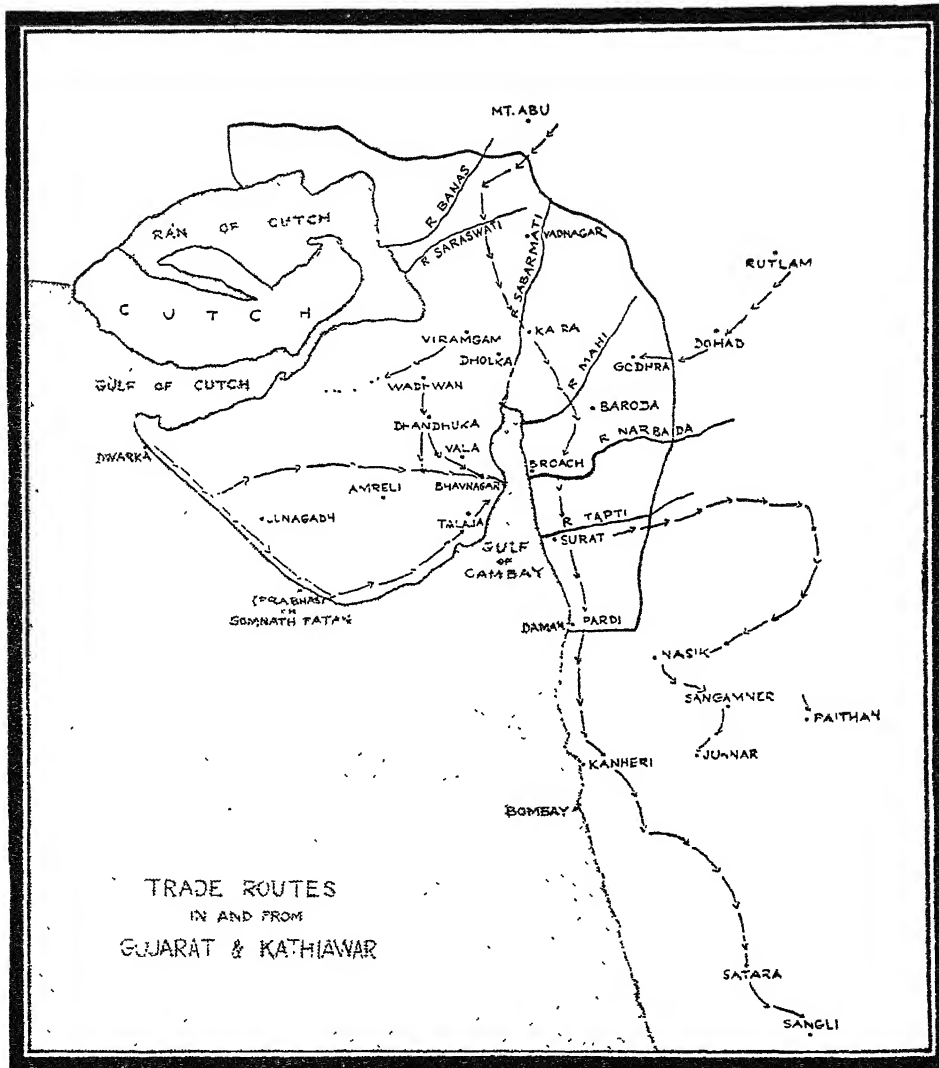 MT. ABU
R BANAS
RAN OF CUTCH
R SARASWATI
R SABARMATI
VADNAGAR
RUTLAM
CUTCH
VIRAMGAM
KARA
DOHAD
DHOLKA
R MAHI
GODHRA
GULF OF CUTCH
WADHWAN
BARODA
DHANDHUKA
R NARBADA
DWARKA
VALA
BROACH
AMRELI
BHAVNAGAR
JUNAGADH
TALAJA
R TAPTI
SURAT
GULF
OF
CAMBAY
(PRABHAS)
SOMNATH PATAN
DAMAN
PARDI
NASIK
SANGAMNER
PAITHAN
JUNNAR
KANHERI
BOMBAY
TRADE ROUTES
IN AND FROM
GUJARAT & KATHIAWAR
SATARA
SANGLI